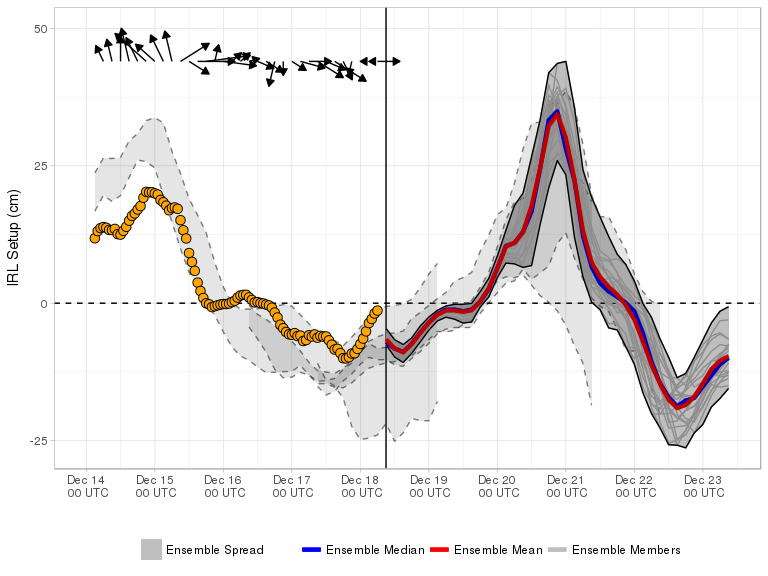 50
25
0
-25
IRL Setup (cm)
Dec 14 Dec 15 Dec 16 Dec 17 Dec 18 Dec 19 Dec 20 Dec 21 Dec 22 Dec 23
00 UTC 00 UTC 00 UTC 00 UTC 00 UTC 00 UTC 00 UTC 00 UTC 00 UTC 00 UTC
Ensemble Spread Ensemble Median Ensemble Mean Ensemble Members